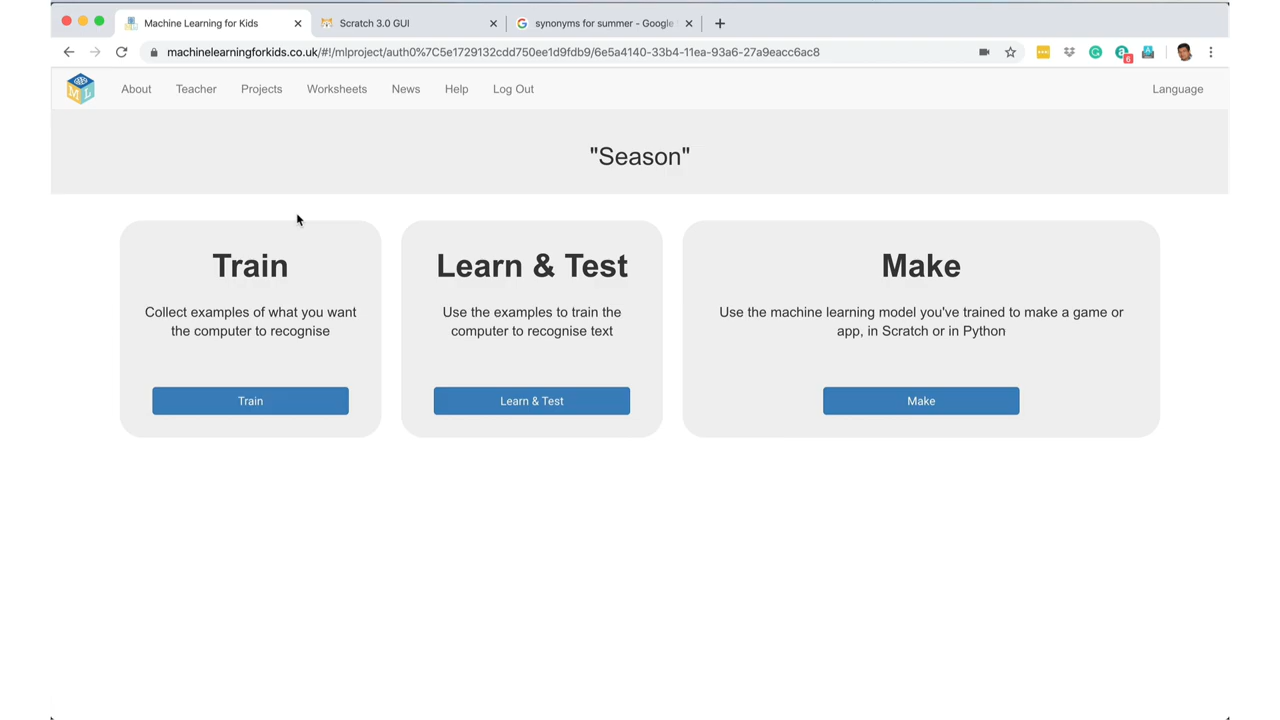 Machine Learning for Kids
Scratch 3.0 GUI
synonyms for summer - Google
machinelearningforkids.co.uk/#!/mlproject/auth0%7C5e1729132cdd750ee1d9fdb9/6e5a4140-33b4-11ea-93a6-27a9eacc6ac8
6
ML
About
Teacher
Projects
Worksheets
News
Help
Log Out
Language
"Season"
Train
Collect examples of what you want
the computer to recognise
Train
Learn & Test
Use the examples to train the
computer to recognise text
Learn & Test
Make
Use the machine learning model you've trained to make a game or
app, in Scratch or in Python
Make